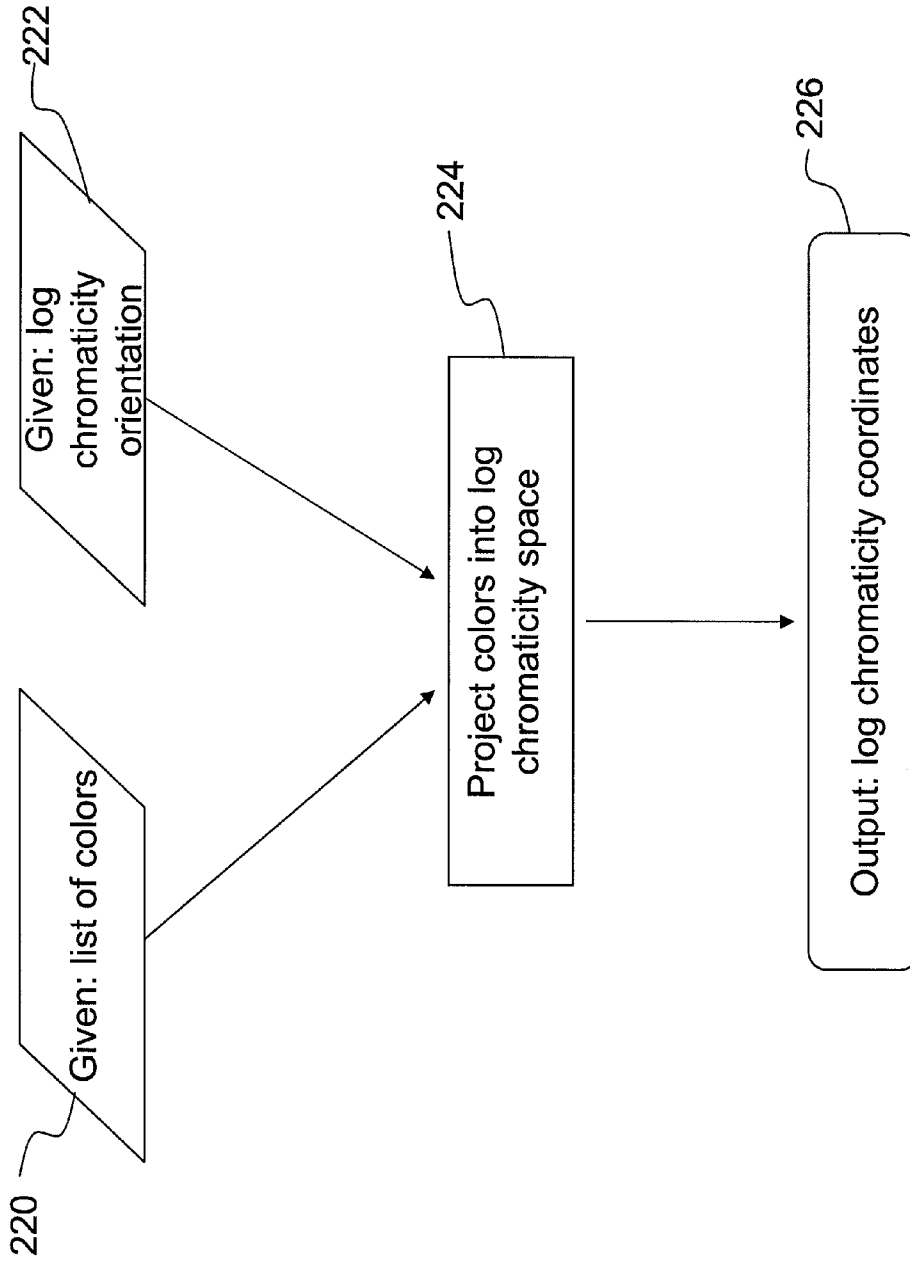 220
Given: list of colors
Given: log
chromaticity
orientation
222
Project colors into log
chromaticity space
224
Output: log chromaticity coordinates
226